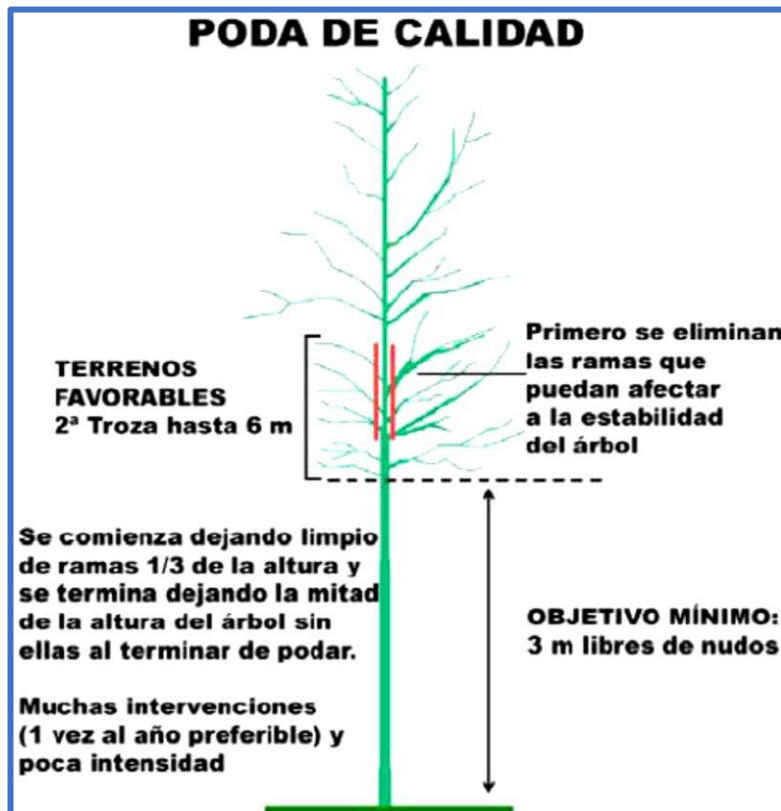 PODA DE CALIDAD
TERRENOS
FAVORABLES
2ª Troza hasta 6 m
Primero se eliminan
las ramas que
puedan afectar
a la estabilidad
del árbol
Se comienza dejando limpio
de ramas 1/3 de la altura y
se termina dejando la mitad
de la altura del árbol sin
ellas al terminar de podar.
Muchas intervenciones
(1 vez al año preferible) y
poca intensidad
OBJETIVO MÍNIMO:
3 m libres de nudos